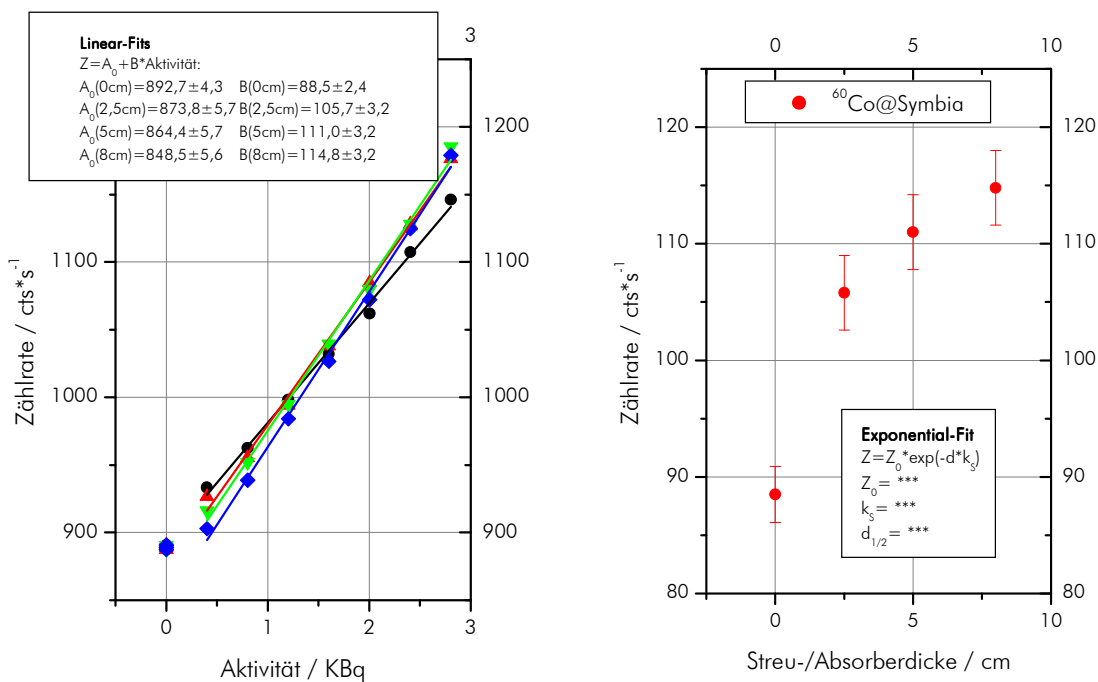 Linear-Fits
Z=A₀+B*Aktivität:
A₀(0cm)=892,7±4,3 B(0cm)=88,5±2,4
A₀(2,5cm)=873,8±5,7 B(2,5cm)=105,7±3,2
A₀(5cm)=864,4±5,7 B(5cm)=111,0±3,2
A₀(8cm)=848,5±5,6 B(8cm)=114,8±3,2
3
1200
1100
1100
1000
1000
900
900
0 1 2 3
Zählrate / cts*s⁻¹
Aktivität / KBq
0 5 10
⁶⁰Co@Symbia
120 120
110 110
100 100
90 90
80 80
0 5 10
Zählrate / cts*s⁻¹
Exponential-Fit
Z=Z₀*exp(-d*kₛ)
Z₀= ***
kₛ= ***
d₁/₂= ***
Streu-/Absorberdicke / cm